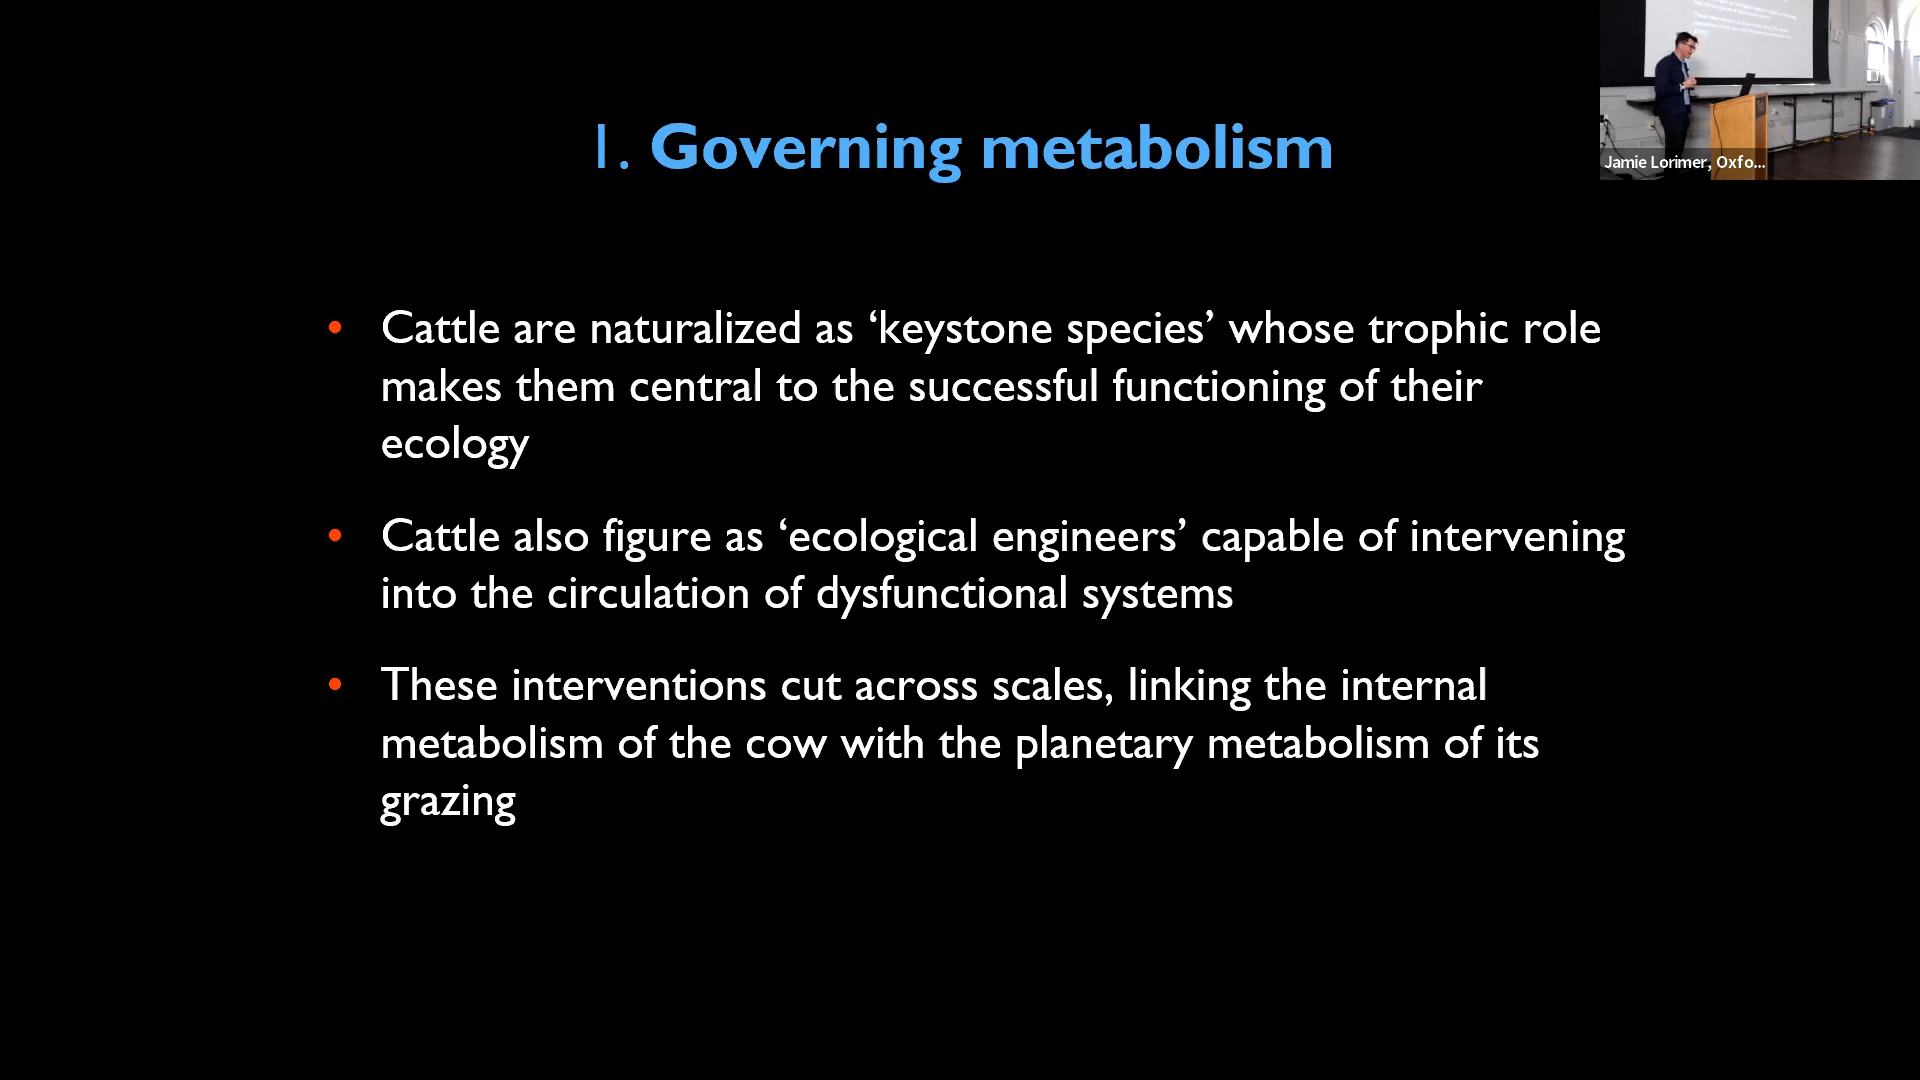 1. Governing metabolism
• Cattle are naturalized as ‘keystone species’ whose trophic role
makes them central to the successful functioning of their
ecology
• Cattle also figure as ‘ecological engineers’ capable of intervening
into the circulation of dysfunctional systems
• These interventions cut across scales, linking the internal
metabolism of the cow with the planetary metabolism of its
grazing
Jamie Lorimer, Oxfo...